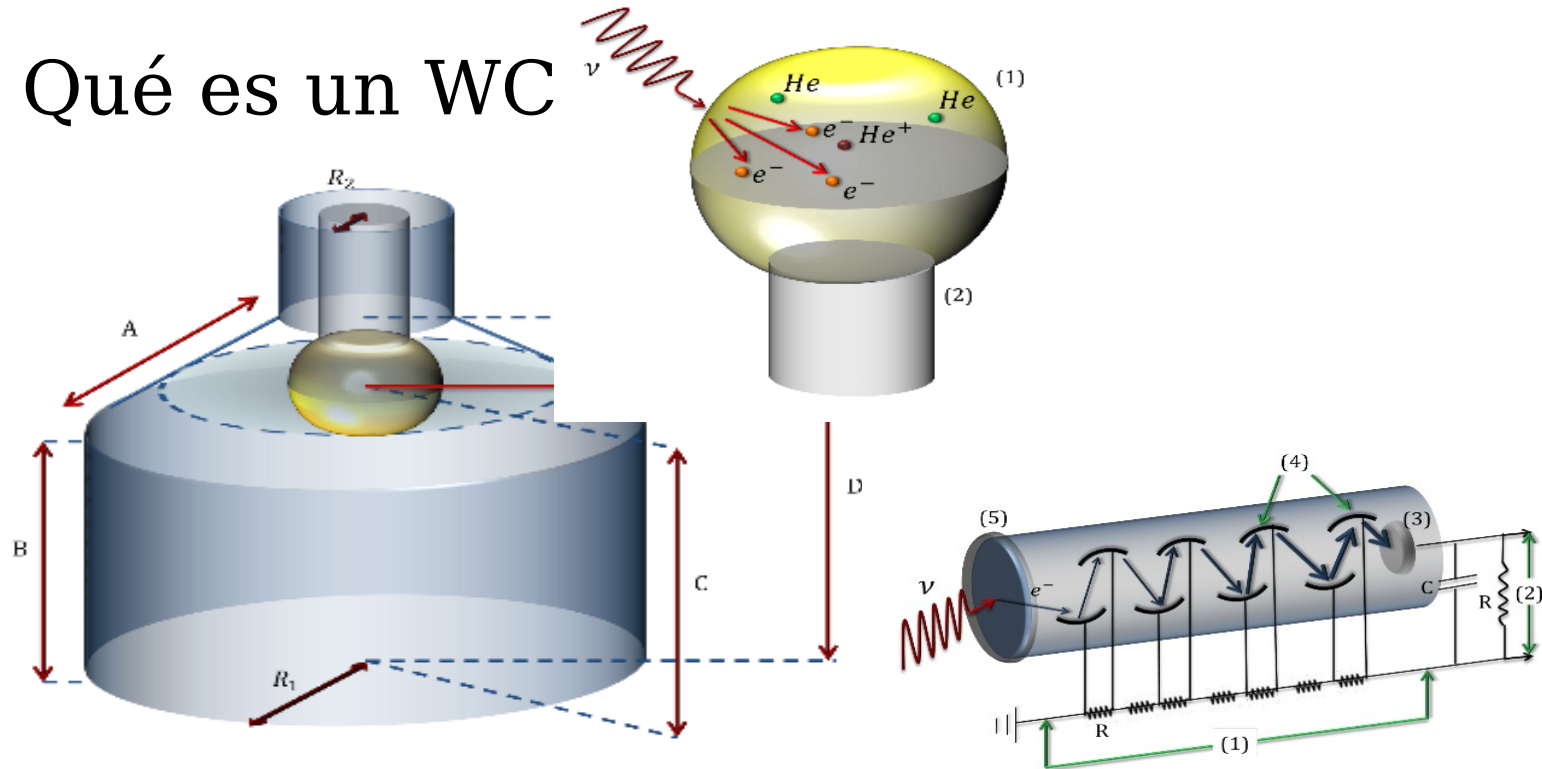 Qué es un WC
ν
He
He
(1)
e⁻
He⁺
e⁻
e⁻
(2)
R₂
A
B
C
D
R₁
(4)
(5)
(3)
ν
e⁻
C
R
(2)
R
(1)